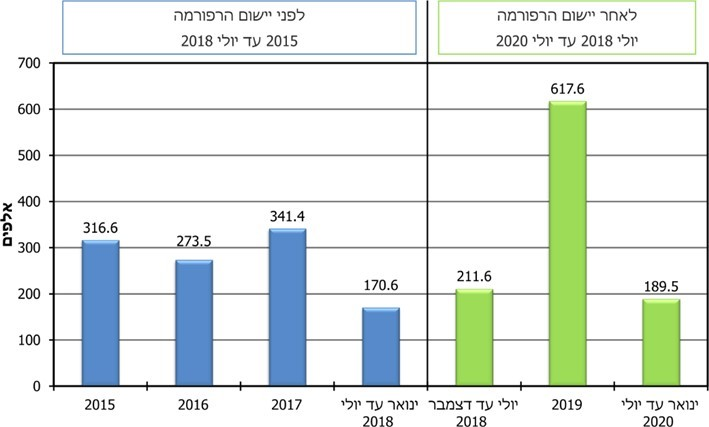 לפני יישום הרפורמה
2015 עד יולי 2018
לאחר יישום הרפורמה
יולי 2018 עד יולי 2020
אלפים
700
600
500
400
300
200
100
0
316.6
273.5
341.4
170.6
211.6
617.6
189.5
2015
2016
2017
ינואר עד יולי
2018
יולי עד דצמבר
2018
2019
ינואר עד יולי
2020